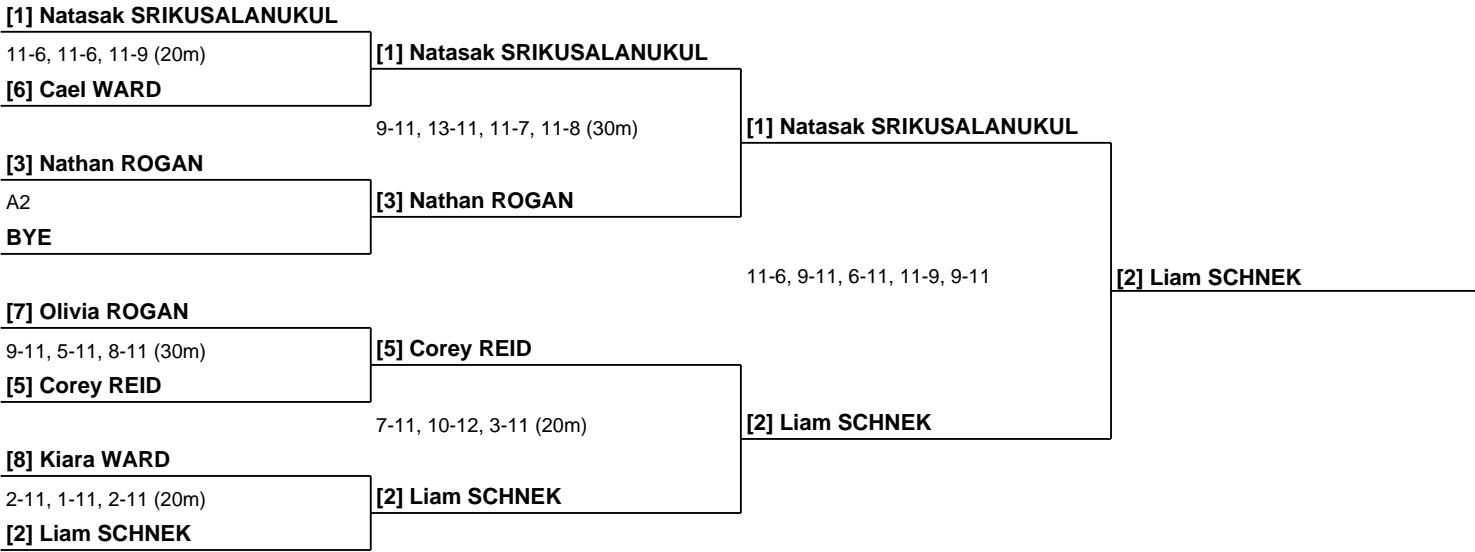 [1] Natasak SRIKUSALANUKUL
11-6, 11-6, 11-9 (20m)
[1] Natasak SRIKUSALANUKUL
[6] Cael WARD
9-11, 13-11, 11-7, 11-8 (30m)
[1] Natasak SRIKUSALANUKUL
[3] Nathan ROGAN
A2
[3] Nathan ROGAN
BYE
11-6, 9-11, 6-11, 11-9, 9-11
[2] Liam SCHNEK
[7] Olivia ROGAN
9-11, 5-11, 8-11 (30m)
[5] Corey REID
[5] Corey REID
7-11, 10-12, 3-11 (20m)
[2] Liam SCHNEK
[8] Kiara WARD
2-11, 1-11, 2-11 (20m)
[2] Liam SCHNEK
[2] Liam SCHNEK